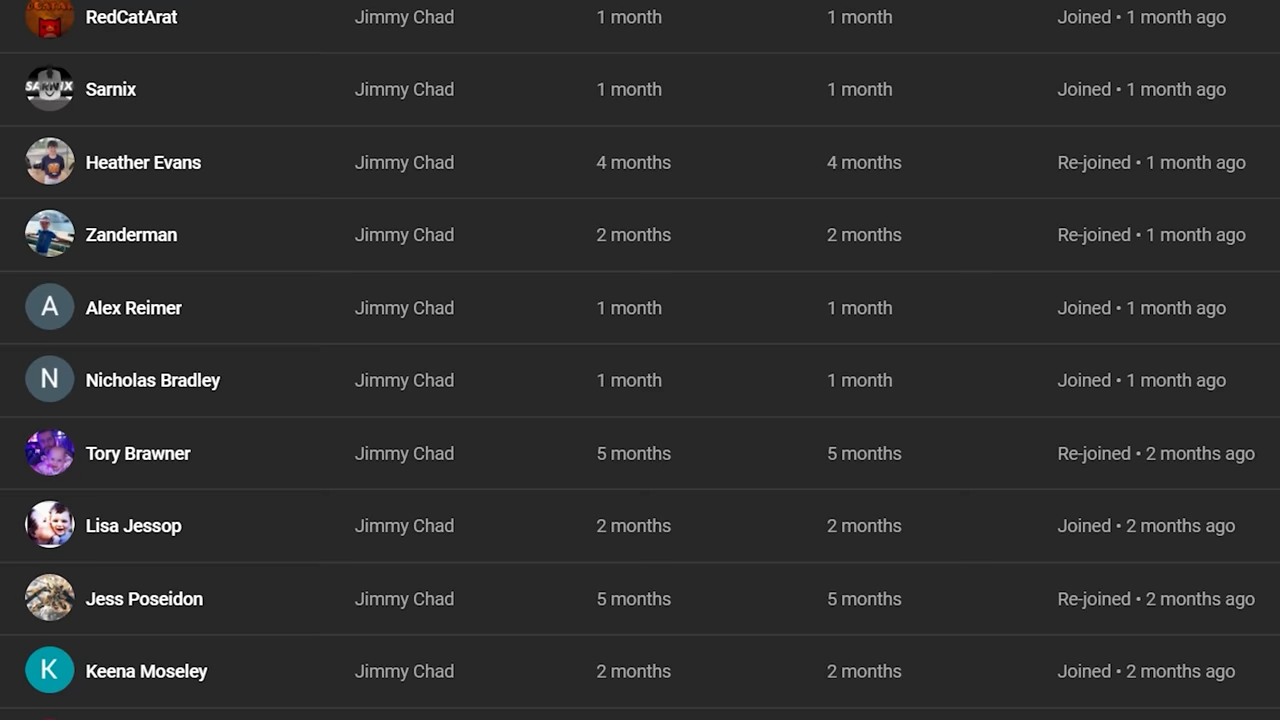 RedCatArat Jimmy Chad 1 month 1 month Joined • 1 month ago
SARNIX
Sarnix Jimmy Chad 1 month 1 month Joined • 1 month ago
Heather Evans Jimmy Chad 4 months 4 months Re-joined • 1 month ago
Zanderman Jimmy Chad 2 months 2 months Re-joined • 1 month ago
A Alex Reimer Jimmy Chad 1 month 1 month Joined • 1 month ago
N Nicholas Bradley Jimmy Chad 1 month 1 month Joined • 1 month ago
Tory Brawner Jimmy Chad 5 months 5 months Re-joined • 2 months ago
Lisa Jessop Jimmy Chad 2 months 2 months Joined • 2 months ago
Jess Poseidon Jimmy Chad 5 months 5 months Re-joined • 2 months ago
K Keena Moseley Jimmy Chad 2 months 2 months Joined • 2 months ago